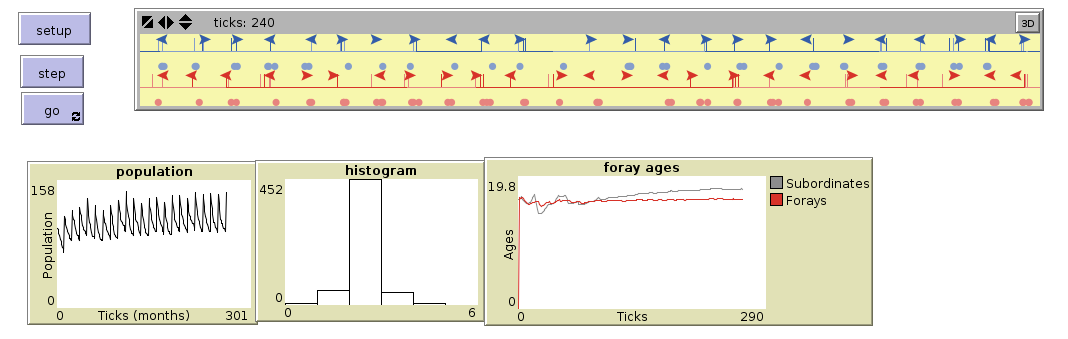 setup
step
go
ticks: 240
3D
population
158
Population
0
0
Ticks (months)
301
histogram
452
0
0
6
foray ages
19.8
Ages
0
0
Ticks
290
Subordinates
Forays